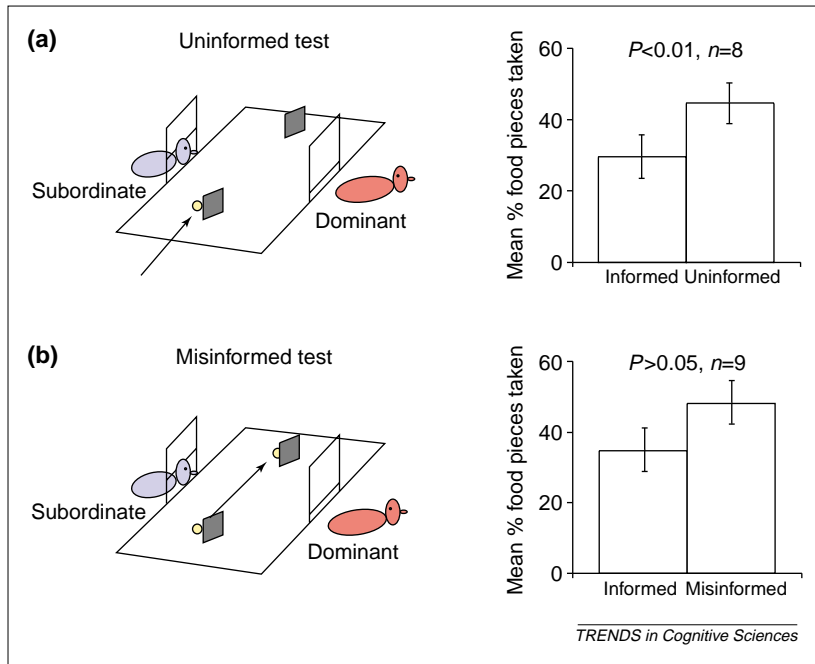 (a)
Uninformed test
Subordinate
Dominant
Mean % food pieces taken
60
40
20
0
P<0.01, n=8
Informed Uninformed
(b)
Misinformed test
Subordinate
Dominant
Mean % food pieces taken
60
40
20
0
P>0.05, n=9
Informed Misinformed
TRENDS in Cognitive Sciences